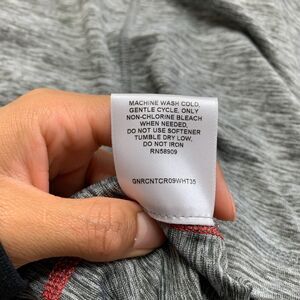 MACHINE WASH COLD,
GENTLE CYCLE, ONLY
NON-CHLORINE BLEACH
WHEN NEEDED,
DO NOT USE SOFTENER
TUMBLE DRY LOW,
DO NOT IRON
RN58909
GNRCNTCR09WHT35